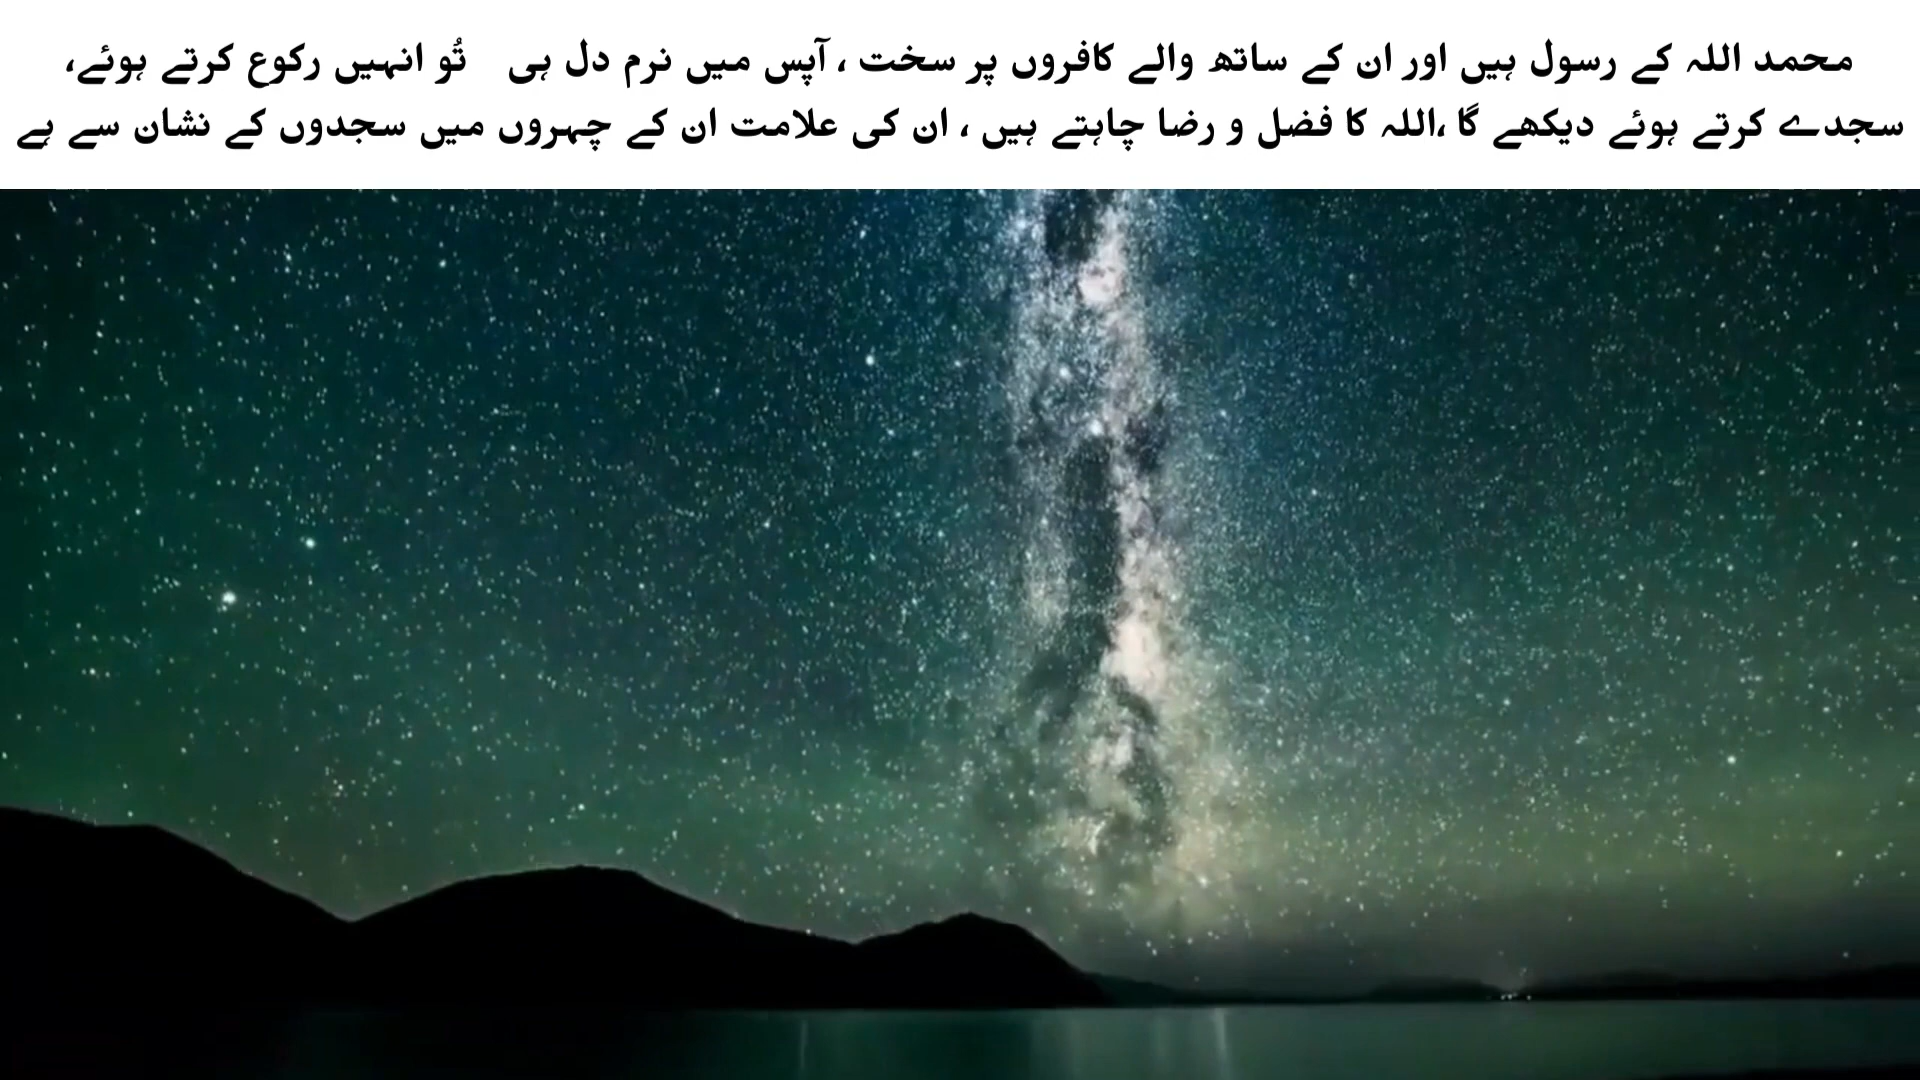 محمد اللہ کے رسول ہیں اور ان کے ساتھ والے کافروں پر سخت ، آپس میں نرم دل ہی تُو انہیں رکوع کرتے ہوئے،
سجدے کرتے ہوئے دیکھے گا ،اللہ کا فضل و رضا چاہتے ہیں ، ان کی علامت ان کے چہروں میں سجدوں کے نشان سے ہے